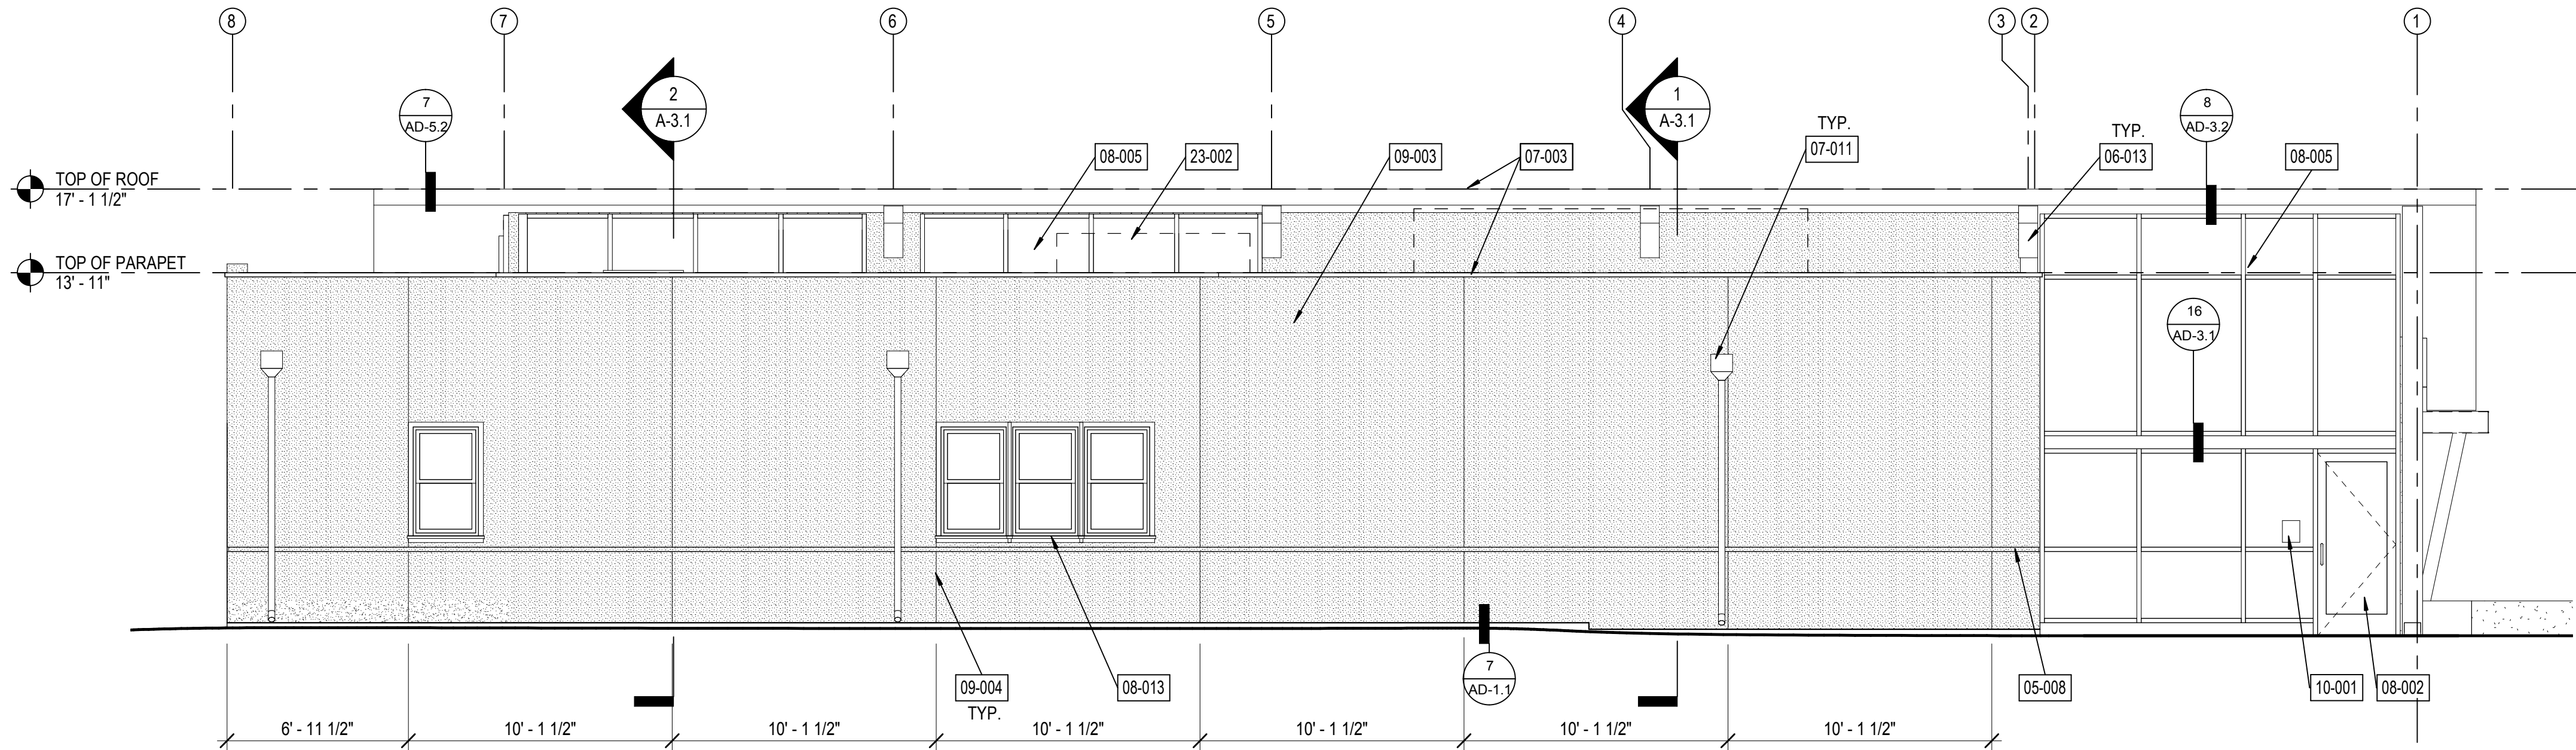 8
7
6
5
4
3
2
1
7
AD-5.2
2
A-3.1
1
A-3.1
8
AD-3.2
TYP.
07-011
TYP.
06-013
08-005
23-002
09-003
07-003
08-005
TOP OF ROOF
17' - 1 1/2"
TOP OF PARAPET
13' - 11"
16
AD-3.1
7
AD-1.1
09-004
TYP.
08-013
05-008
10-001
08-002
6' - 11 1/2"
10' - 1 1/2"
10' - 1 1/2"
10' - 1 1/2"
10' - 1 1/2"
10' - 1 1/2"
10' - 1 1/2"